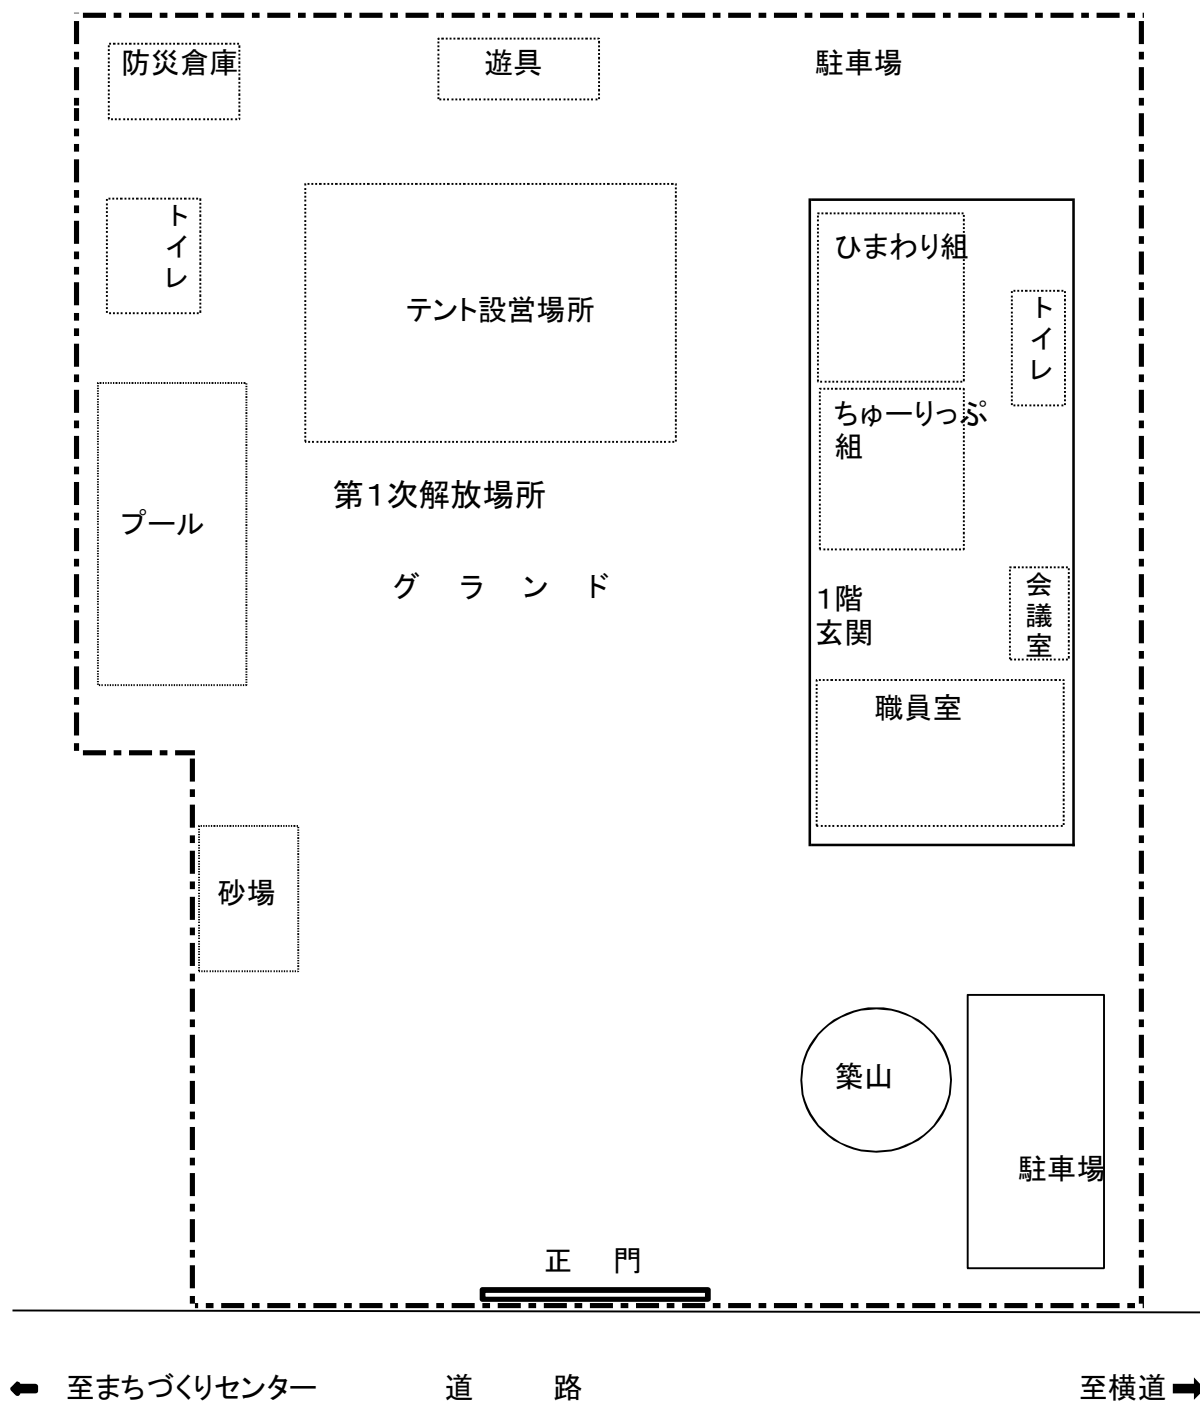 防災倉庫
遊具
駐車場
トイレ
テント設営場所
ひまわり組
トイレ
ちゅーりっぷ
組
第1次解放場所
プール
グランド
1階
玄関
会議室
職員室
砂場
築山
駐車場
正門
至まちづくりセンター
道路
至横道